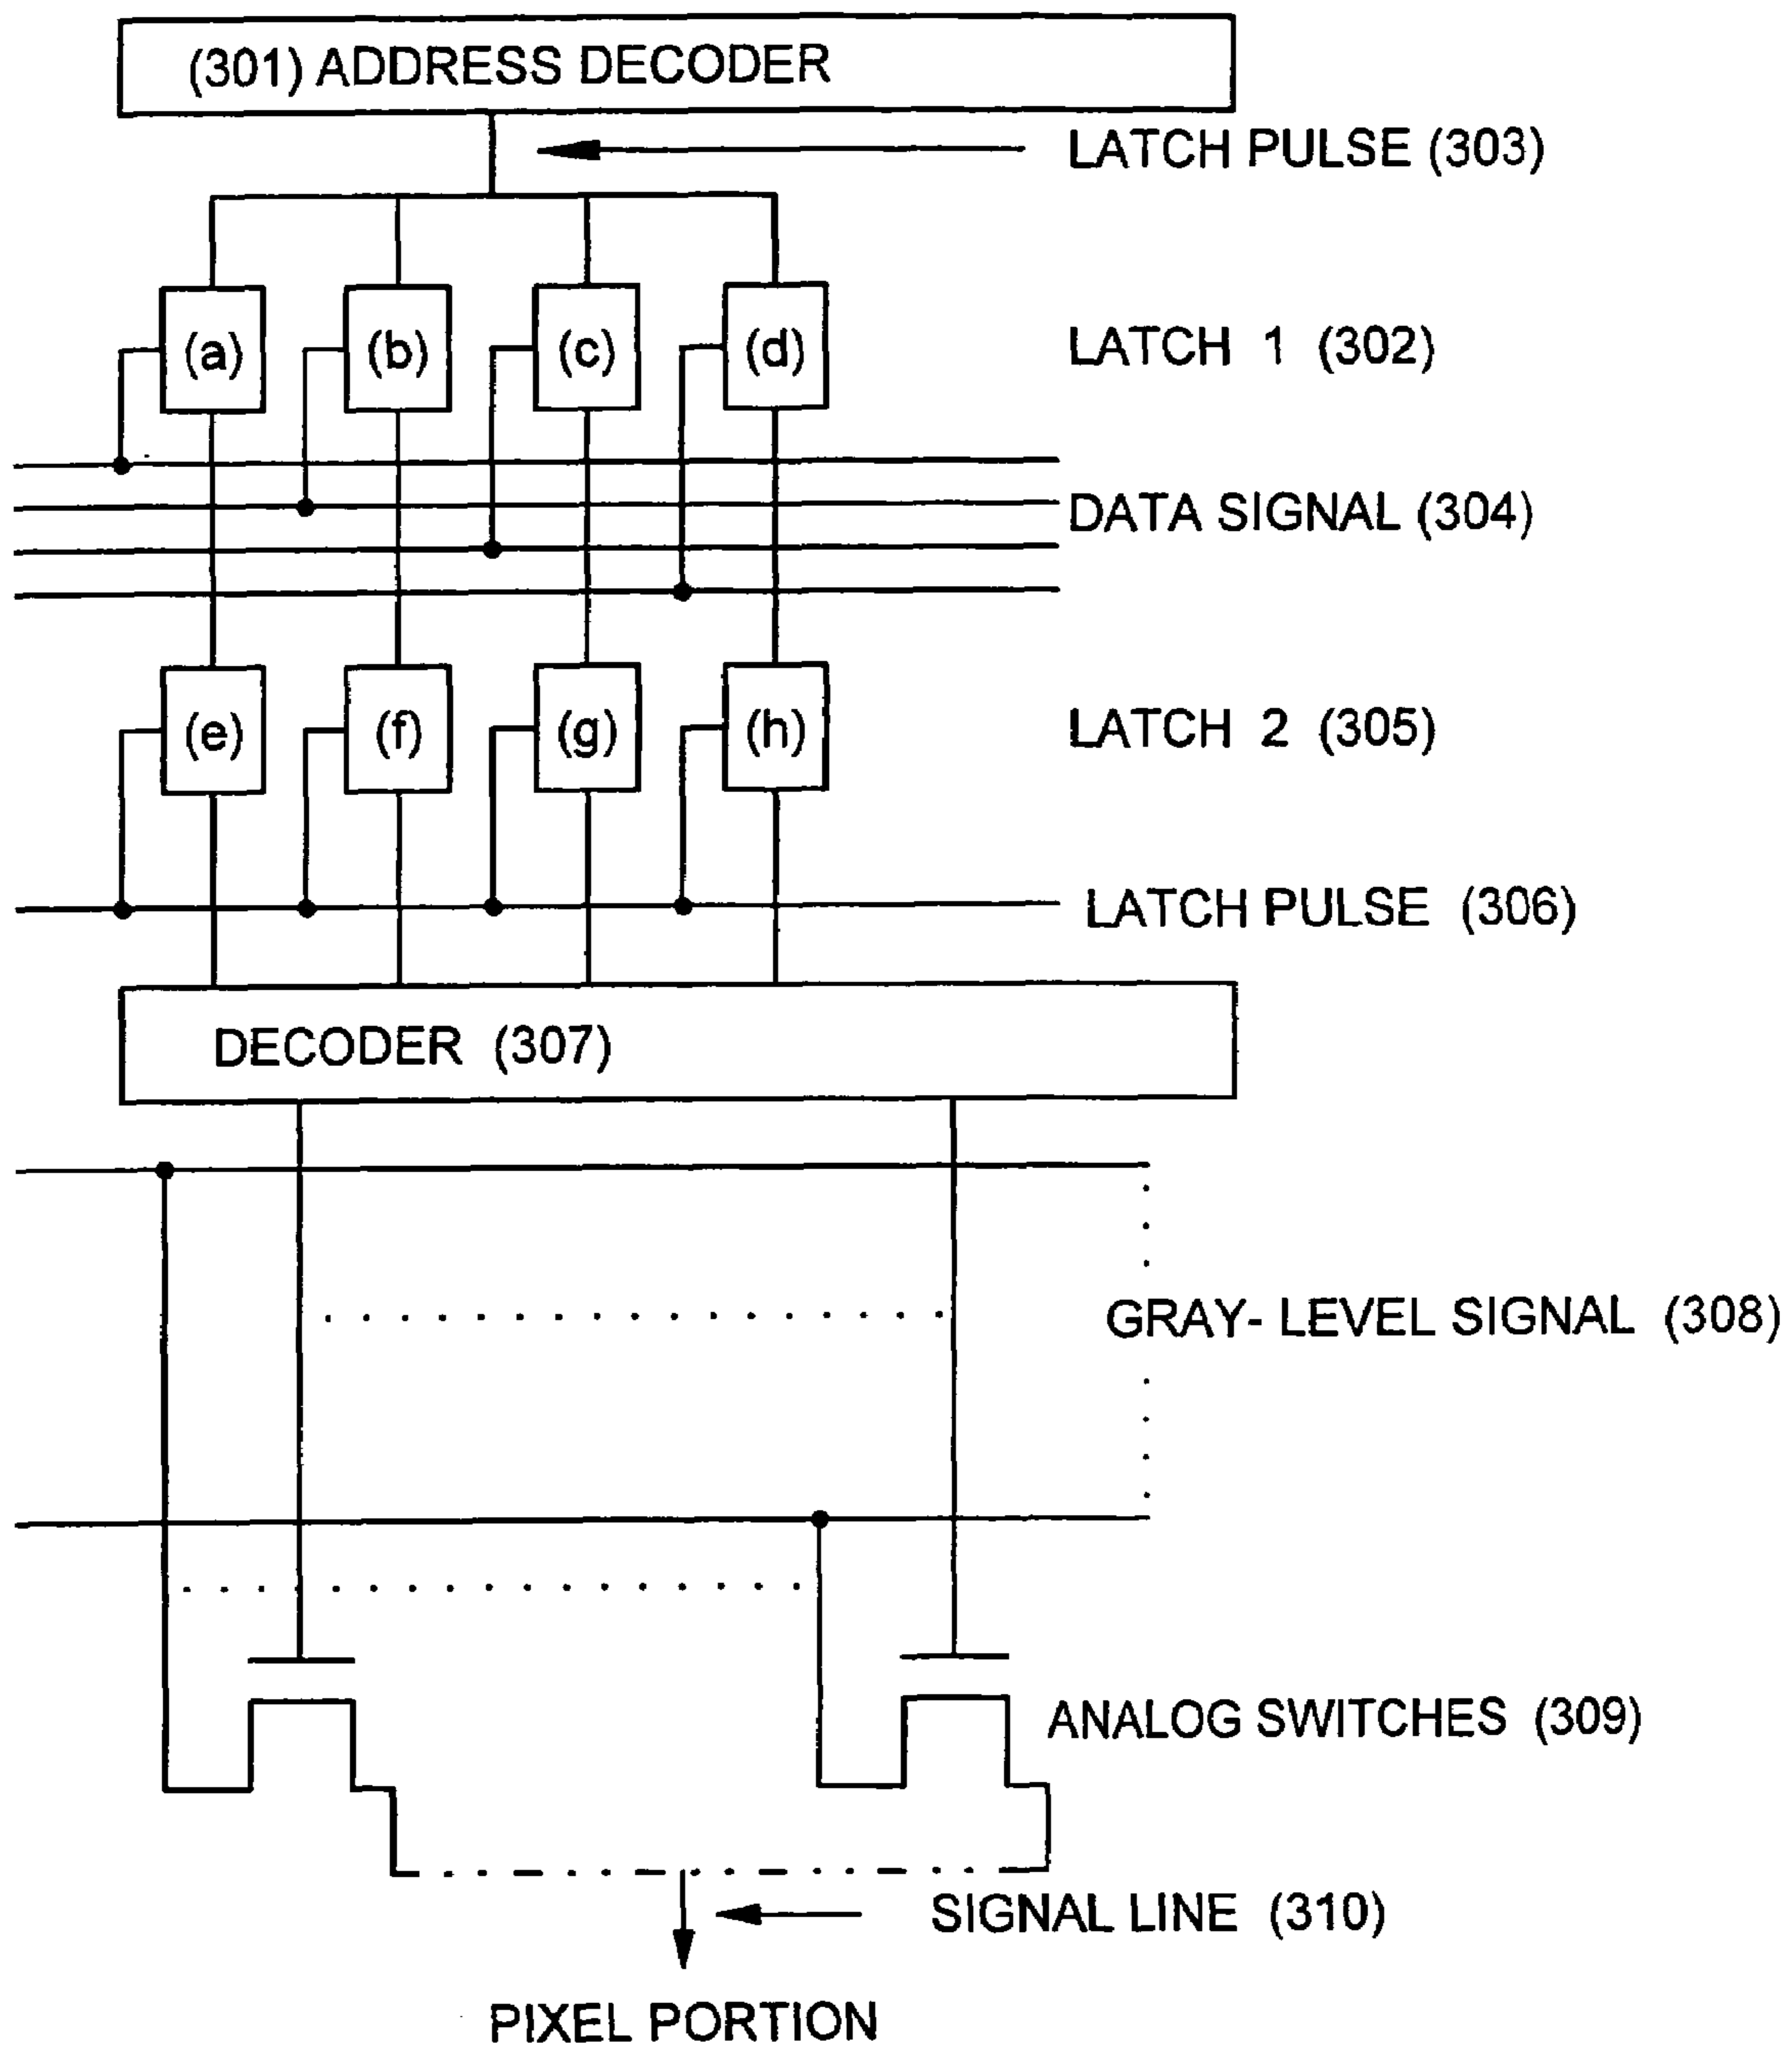 (301) ADDRESS DECODER
LATCH PULSE (303)
(a) (b) (c) (d)
LATCH 1 (302)
DATA SIGNAL (304)
(e) (f) (g) (h)
LATCH 2 (305)
LATCH PULSE (306)
DECODER (307)
GRAY- LEVEL SIGNAL (308)
ANALOG SWITCHES (309)
SIGNAL LINE (310)
PIXEL PORTION